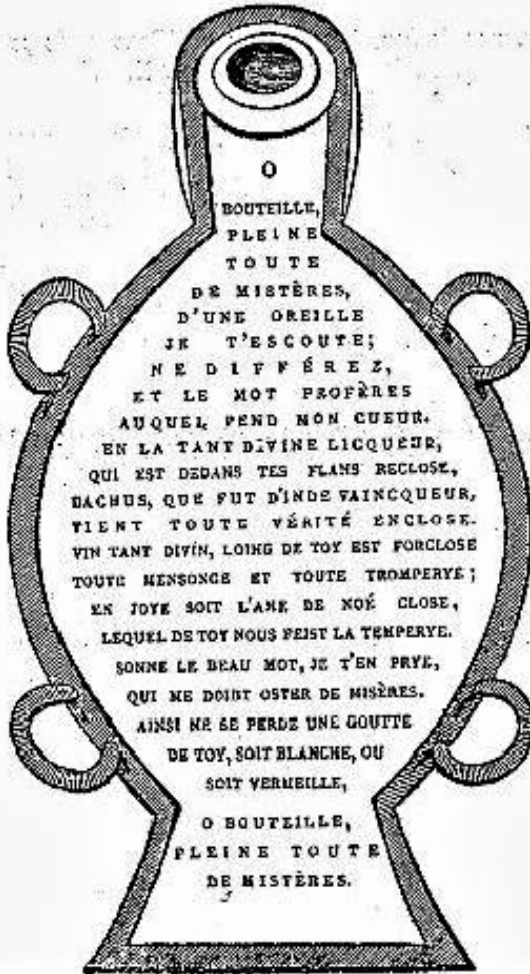 O
BOUTEILLE,
PLEINE
TOUTE
DE MISTÈRES,
D'UNE OREILLE
JE T'ESCOUTE;
NE DIFFÉREZ,
ET LE MOT PROFÈRES
AUQUEL PEND MON CUEUR.
EN LA TANT DIVINE LICQUEUR,
QUI EST DEDANS TES FLANS RECLOSE,
BACHUS, QUE FUT D'INDE VAINCQUEUR,
TIENT TOUTE VÉRITÉ ENCLOSE.
VIN TANT DIVIN, LOING DE TOY EST FORCLOSE
TOUTE MENSONGE ET TOUTE TROMPERYE;
EN JOYE SOIT L'AME DE NOÉ CLOSE,
LEQUEL DE TOY NOUS FEIST LA TEMPERYE.
SONNE LE BEAU MOT, JE T'EN PRYE,
QUI ME DOIBT OSTER DE MISÈRES.
AINSI NE SE PERDE UNE GOUTTE
DE TOY, SOIT BLANCHE, OU
SOIT VERMEILLE,
O BOUTEILLE,
PLEINE TOUTE
DE MISTÈRES.